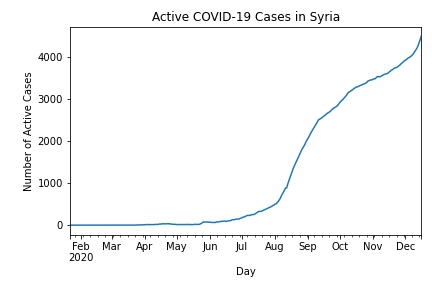 Active COVID-19 Cases in Syria
Number of Active Cases
4000
3000
2000
1000
0
Feb Mar Apr May Jun Jul Aug Sep Oct Nov Dec
2020
Day